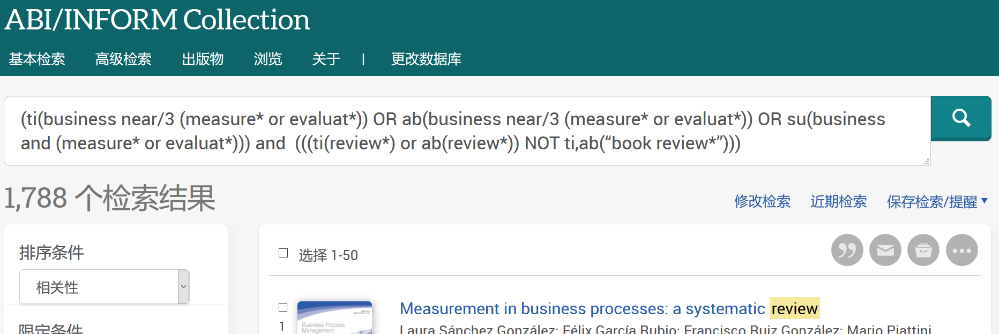 ABI/INFORM Collection
基本检索 高级检索 出版物 浏览 关于 | 更改数据库
(ti(business near/3 (measure* or evaluat*)) OR ab(business near/3 (measure* or evaluat*)) OR su(business
and (measure* or evaluat*))) and (((ti(review*) or ab(review*)) NOT ti,ab(“book review*”)))
1,788 个检索结果
修改检索 近期检索 保存检索/提醒
排序条件
相关性
限定条件
选择 1-50
1
Business Process
Management
Measurement in business processes: a systematic review
Laura Sánchez González; Félix García Rubio; Francisco Ruiz González; Mario Piattini